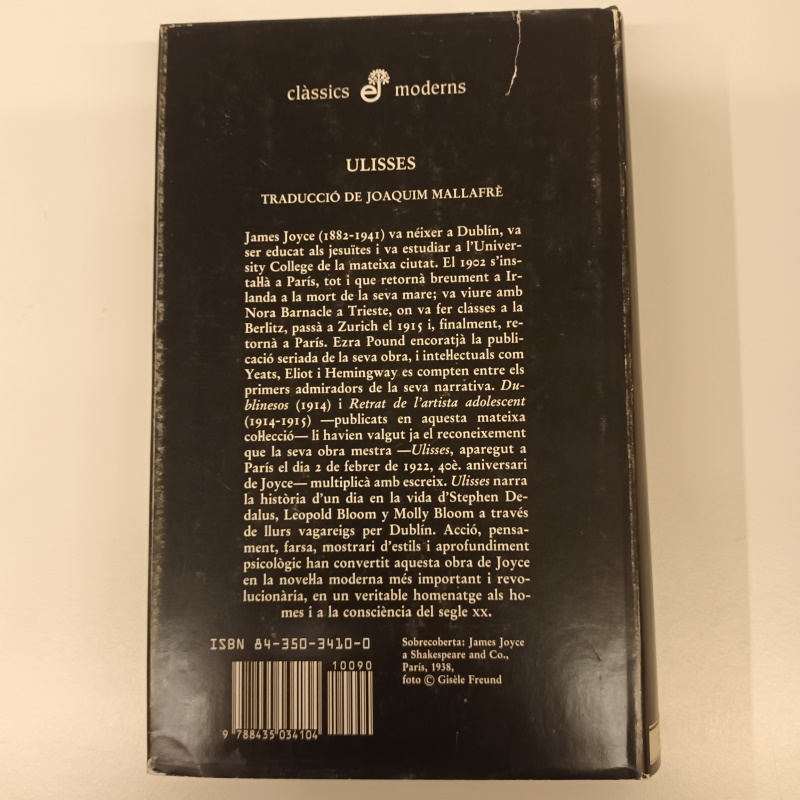 clàssics e moderns
ULISSES
TRADUCCIÓ DE JOAQUIM MALLAFRÈ
James Joyce (1882-1941) va néixer a Dublín, va
ser educat als jesuïtes i va estudiar a l'Univer-
sity College de la mateixa ciutat. El 1902 s'ins-
tal·là a París, tot i que retornà breument a Ir-
landa a la mort de la seva mare; va viure amb
Nora Barnacle a Trieste, on va fer classes a la
Berlitz, passà a Zurich el 1915 i, finalment, re-
tornà a París. Ezra Pound encoratjà la publi-
cació seriada de la seva obra, i intel·lectuals com
Yeats, Eliot i Hemingway es compten entre els
primers admiradors de la seva narrativa. Du-
blinesos (1914) i Retrat de l'artista adolescent
(1914-1915) —publicats en aquesta mateixa
col·lecció— li havien valgut ja el reconeixement
que la seva obra mestra —Ulisses, aparegut a
París el dia 2 de febrer de 1922, 40è. aniversari
de Joyce— multiplicà amb escreix. Ulisses narra
la història d'un dia en la vida d'Stephen De-
dalus, Leopold Bloom y Molly Bloom a través
de llurs vagareigs per Dublín. Acció, pensa-
ment, farsa, mostrari d'estils i aprofundiment
psicològic han convertit aquesta obra de Joyce
en la novel·la moderna més important i revo-
lucionària, en un veritable homenatge als ho-
mes i a la consciència del segle XX.
ISBN 84-350-3410-0
10090
9 788435 034104
Sobrecoberta: James Joyce
a Shakespeare and Co.,
París, 1938,
foto © Gisèle Freund